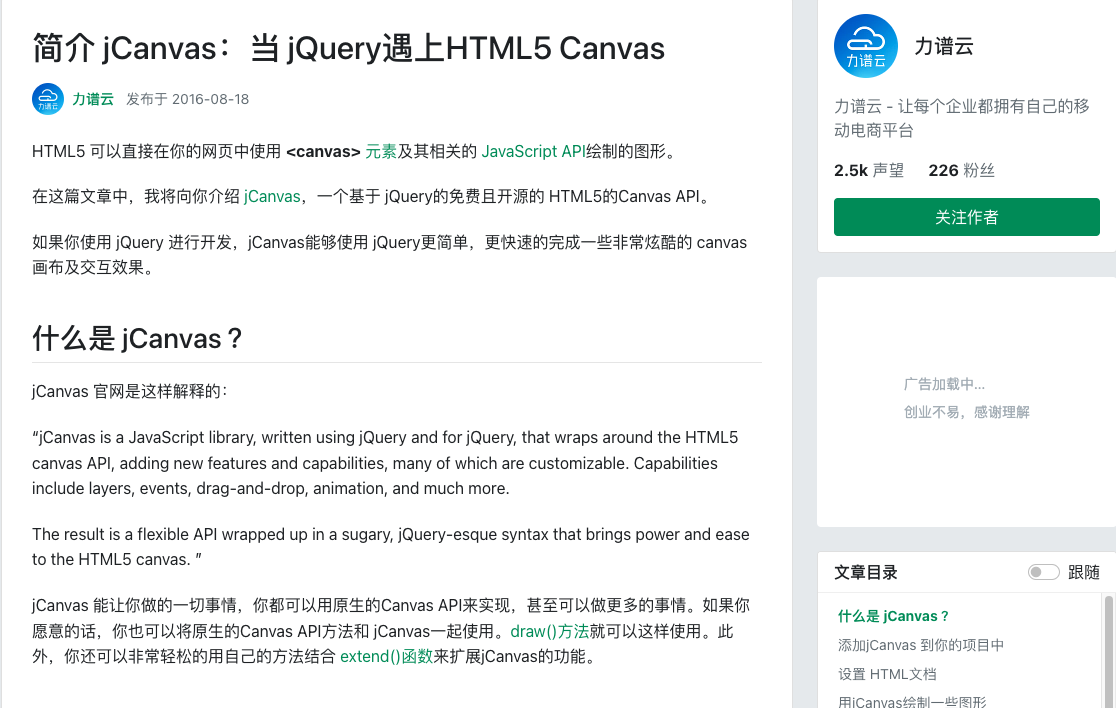 简介 jCanvas：当 jQuery遇上HTML5 Canvas
力谱云
力谱云 发布于 2016-08-18
HTML5 可以直接在你的网页中使用 <canvas> 元素及其相关的 JavaScript API绘制的图形。
在这篇文章中，我将向你介绍 jCanvas，一个基于 jQuery的免费且开源的 HTML5的Canvas API。
如果你使用 jQuery 进行开发，jCanvas能够使用 jQuery更简单，更快速的完成一些非常炫酷的 canvas
画布及交互效果。
什么是 jCanvas？
jCanvas 官网是这样解释的：
“jCanvas is a JavaScript library, written using jQuery and for jQuery, that wraps around the HTML5
canvas API, adding new features and capabilities, many of which are customizable. Capabilities
include layers, events, drag-and-drop, animation, and much more.
The result is a flexible API wrapped up in a sugary, jQuery-esque syntax that brings power and ease
to the HTML5 canvas. ”
jCanvas 能让你做的一切事情，你都可以用原生的Canvas API来实现，甚至可以做更多的事情。如果你
愿意的话，你也可以将原生的Canvas API方法和 jCanvas一起使用。draw()方法就可以这样使用。此
外，你还可以非常轻松的用自己的方法结合 extend()函数来扩展jCanvas的功能。
力谱云
力谱云
力谱云 - 让每个企业都拥有自己的移
动电商平台
2.5k 声望 226 粉丝
关注作者
广告加载中...
创业不易，感谢理解
文章目录 跟随
什么是 jCanvas？
添加jCanvas 到你的项目中
设置 HTML文档
用jCanvas绘制一些图形